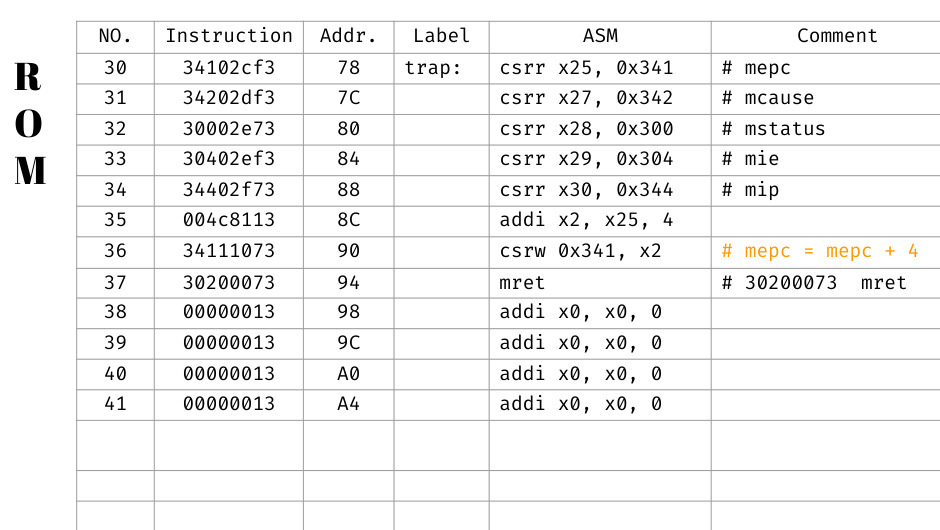 ROM
NO. Instruction Addr. Label ASM Comment
30 34102cf3 78 trap: csrr x25, 0x341 # mepc
31 34202df3 7C csrr x27, 0x342 # mcause
32 30002e73 80 csrr x28, 0x300 # mstatus
33 30402ef3 84 csrr x29, 0x304 # mie
34 34402f73 88 csrr x30, 0x344 # mip
35 004c8113 8C addi x2, x25, 4
36 34111073 90 csrw 0x341, x2 # mepc = mepc + 4
37 30200073 94 mret # 30200073  mret
38 00000013 98 addi x0, x0, 0
39 00000013 9C addi x0, x0, 0
40 00000013 A0 addi x0, x0, 0
41 00000013 A4 addi x0, x0, 0